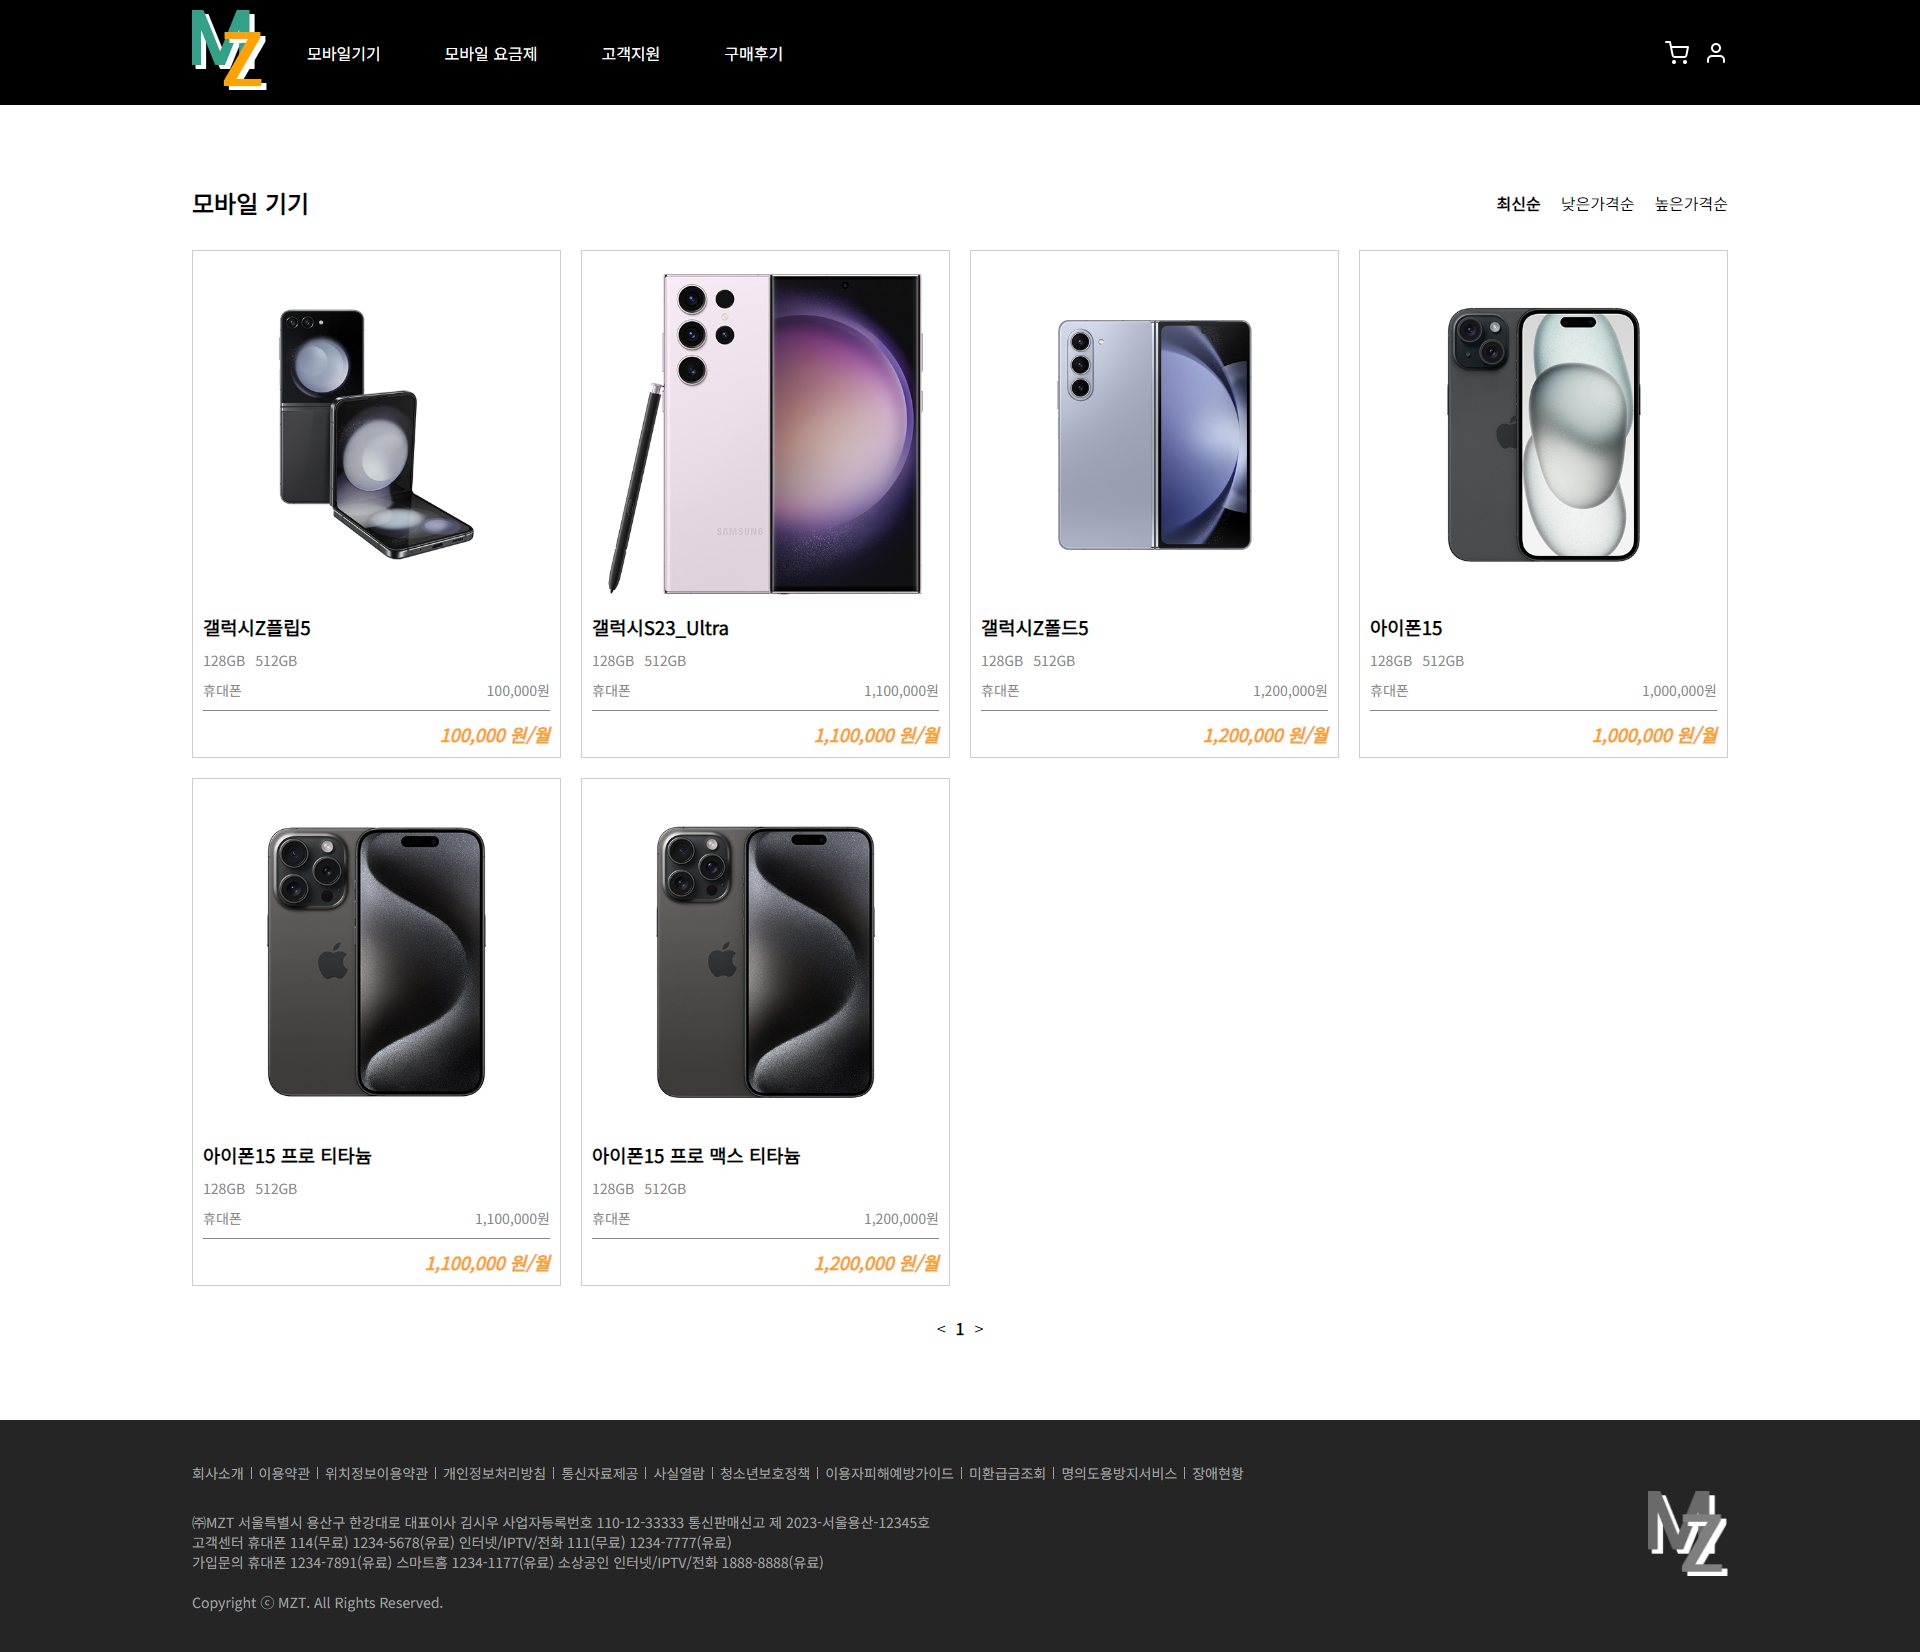 MZ
모바일기기 모바일 요금제 고객지원 구매후기
모바일 기기
최신순 낮은가격순 높은가격순
SAMSUNG
갤럭시Z플립5
128GB 512GB
휴대폰 100,000원
100,000 원/월
갤럭시S23_Ultra
128GB 512GB
휴대폰 1,100,000원
1,100,000 원/월
갤럭시Z폴드5
128GB 512GB
휴대폰 1,200,000원
1,200,000 원/월
아이폰15
128GB 512GB
휴대폰 1,000,000원
1,000,000 원/월
아이폰15 프로 티타늄
128GB 512GB
휴대폰 1,100,000원
1,100,000 원/월
아이폰15 프로 맥스 티타늄
128GB 512GB
휴대폰 1,200,000원
1,200,000 원/월
< 1 >
회사소개 | 이용약관 | 위치정보이용약관 | 개인정보처리방침 | 통신자료제공 | 사실열람 | 청소년보호정책 | 이용자피해예방가이드 | 미환급금조회 | 명의도용방지서비스 | 장애현황
㈜MZT 서울특별시 용산구 한강대로 대표이사 김시우 사업자등록번호 110-12-33333 통신판매신고 제 2023-서울용산-12345호
고객센터 휴대폰 114(무료) 1234-5678(유료) 인터넷/IPTV/전화 111(무료) 1234-7777(유료)
가입문의 휴대폰 1234-7891(유료) 스마트홈 1234-1177(유료) 소상공인 인터넷/IPTV/전화 1888-8888(유료)
Copyright ⓒ MZT. All Rights Reserved.
MZ